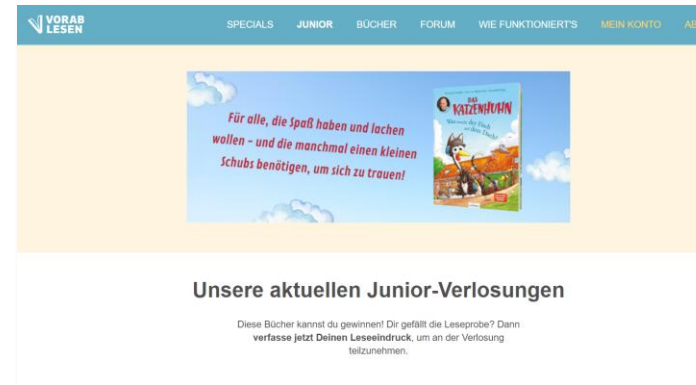 VORAB
LESEN
SPECIALS JUNIOR BÜCHER FORUM WIE FUNKTIONIERT'S MEIN KONTO
Für alle, die Spaß haben und lachen
wollen – und die manchmal einen kleinen
Schubs benötigen, um sich zu trauen!
DAS
KATZENHUHN
Unsere aktuellen Junior-Verlosungen
Diese Bücher kannst du gewinnen! Dir gefällt die Leseprobe? Dann
verfasse jetzt Deinen Leseeindruck, um an der Verlosung
teilzunehmen.